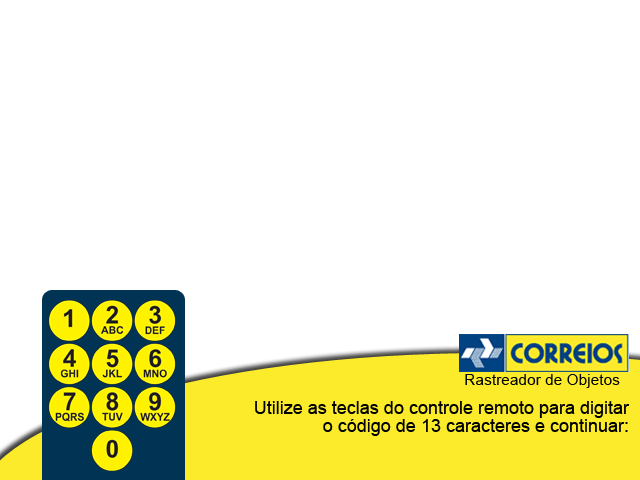 1
2
ABC
3
DEF
4
GHI
5
JKL
6
MNO
7
PQRS
8
TUV
9
WXYZ
0
CORREIOS
Rastreador de Objetos
Utilize as teclas do controle remoto para digitar
o código de 13 caracteres e continuar: